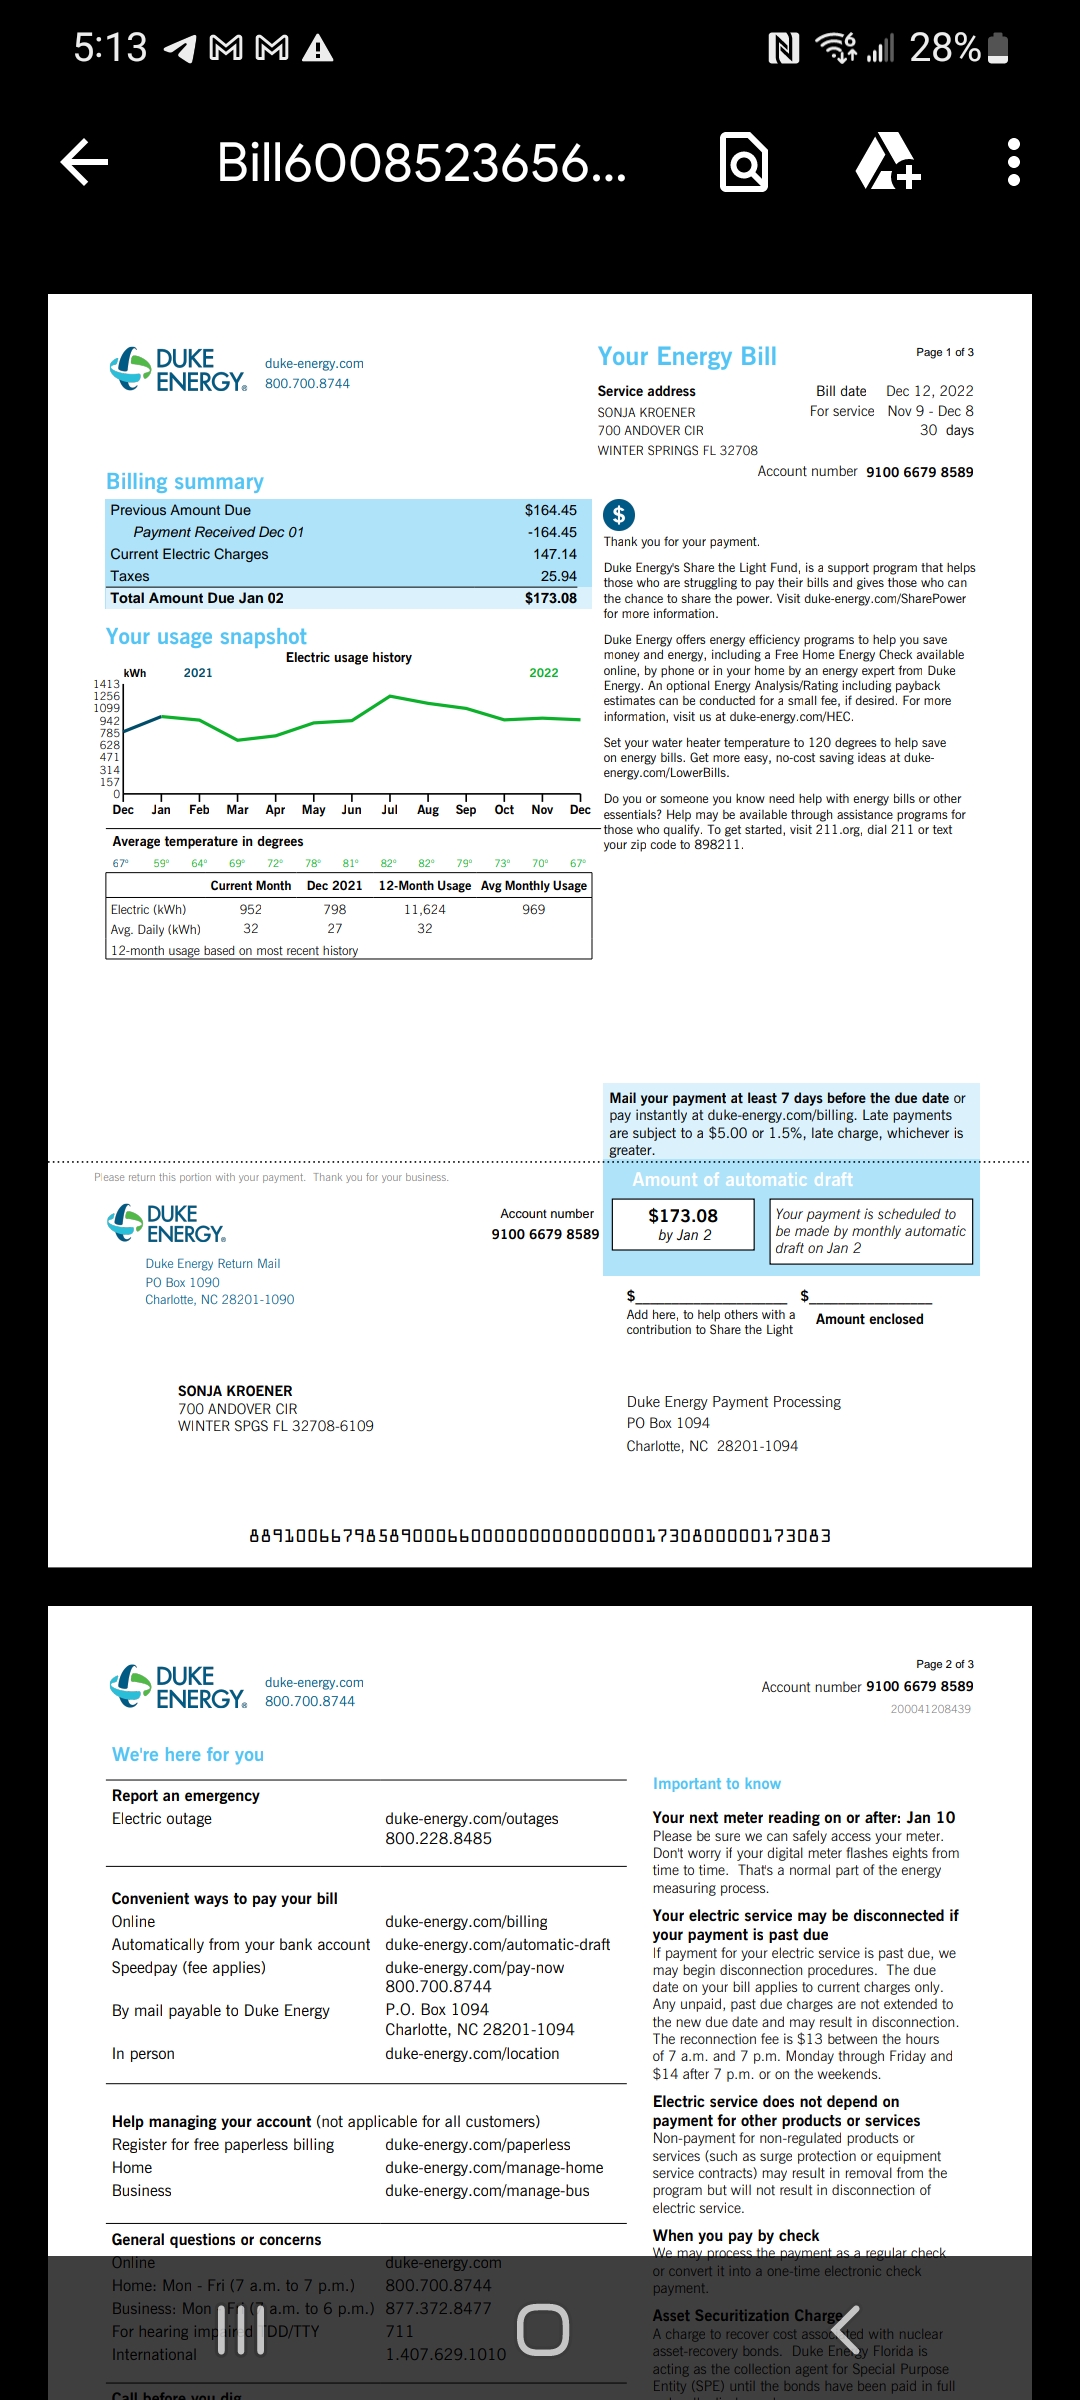 5:13
28%
Bill6008523656...
DUKE ENERGY®
duke-energy.com
800.700.8744
Your Energy Bill
Page 1 of 3
Service address
SONJA KROENER
700 ANDOVER CIR
WINTER SPRINGS FL 32708
Bill date Dec 12, 2022
For service Nov 9 - Dec 8
30 days
Account number 9100 6679 8589
Billing summary
Previous Amount Due $164.45
Payment Received Dec 01 -164.45
Current Electric Charges 147.14
Taxes 25.94
Total Amount Due Jan 02 $173.08
$
Thank you for your payment.
Duke Energy's Share the Light Fund, is a support program that helps
those who are struggling to pay their bills and gives those who can
the chance to share the power. Visit duke-energy.com/SharePower
for more information.
Duke Energy offers energy efficiency programs to help you save
money and energy, including a Free Home Energy Check available
online, by phone or in your home by an energy expert from Duke
Energy. An optional Energy Analysis/Rating including payback
estimates can be conducted for a small fee, if desired. For more
information, visit us at duke-energy.com/HEC.
Set your water heater temperature to 120 degrees to help save
on energy bills. Get more easy, no-cost saving ideas at duke-
energy.com/LowerBills.
Do you or someone you know need help with energy bills or other
essentials? Help may be available through assistance programs for
those who qualify. To get started, visit 211.org, dial 211 or text
your zip code to 898211.
Your usage snapshot
Electric usage history
kWh 2021 2022
1413
1256
1099
942
785
628
471
314
157
0
Dec Jan Feb Mar Apr May Jun Jul Aug Sep Oct Nov Dec
Average temperature in degrees
67° 59° 64° 69° 72° 78° 81° 82° 82° 79° 73° 70° 67°
Current Month Dec 2021 12-Month Usage Avg Monthly Usage
Electric (kWh) 952 798 11,624 969
Avg. Daily (kWh) 32 27 32
12-month usage based on most recent history
Mail your payment at least 7 days before the due date or
pay instantly at duke-energy.com/billing. Late payments
are subject to a $5.00 or 1.5%, late charge, whichever is
greater.
Please return this portion with your payment. Thank you for your business.
Amount of automatic draft
DUKE ENERGY®
Account number
9100 6679 8589
$173.08
by Jan 2
Your payment is scheduled to
be made by monthly automatic
draft on Jan 2
Duke Energy Return Mail
PO Box 1090
Charlotte, NC 28201-1090
$ $
Add here, to help others with a
contribution to Share the Light
Amount enclosed
SONJA KROENER
700 ANDOVER CIR
WINTER SPGS FL 32708-6109
Duke Energy Payment Processing
PO Box 1094
Charlotte, NC 28201-1094
DUKE ENERGY®
duke-energy.com
800.700.8744
Page 2 of 3
Account number 9100 6679 8589
200041208439
We're here for you
Report an emergency
Electric outage duke-energy.com/outages
800.228.8485
Convenient ways to pay your bill
Online duke-energy.com/billing
Automatically from your bank account duke-energy.com/automatic-draft
Speedpay (fee applies) duke-energy.com/pay-now
800.700.8744
By mail payable to Duke Energy P.O. Box 1094
Charlotte, NC 28201-1094
In person duke-energy.com/location
Help managing your account (not applicable for all customers)
Register for free paperless billing duke-energy.com/paperless
Home duke-energy.com/manage-home
Business duke-energy.com/manage-bus
General questions or concerns
Online duke-energy.com
Home: Mon - Fri (7 a.m. to 7 p.m.) 800.700.8744
Business: Mon - Fri (7 a.m. to 6 p.m.) 877.372.8477
For hearing impaired TDD/TTY 711
International 1.407.629.1010
Call before you dig
Important to know
Your next meter reading on or after: Jan 10
Please be sure we can safely access your meter.
Don't worry if your digital meter flashes eights from
time to time. That's a normal part of the energy
measuring process.
Your electric service may be disconnected if
your payment is past due
If payment for your electric service is past due, we
may begin disconnection procedures. The due
date on your bill applies to current charges only.
Any unpaid, past due charges are not extended to
the new due date and may result in disconnection.
The reconnection fee is $13 between the hours
of 7 a.m. and 7 p.m. Monday through Friday and
$14 after 7 p.m. or on the weekends.
Electric service does not depend on
payment for other products or services
Non-payment for non-regulated products or
services (such as surge protection or equipment
service contracts) may result in removal from the
program but will not result in disconnection of
electric service.
When you pay by check
We may process the payment as a regular check
or convert it into a one-time electronic check
payment.
Asset Securitization Charge
A charge to recover cost associated with nuclear
asset-recovery bonds. Duke Energy Florida is
acting as the collection agent for Special Purpose
Entity (SPE) until the bonds have been paid in full